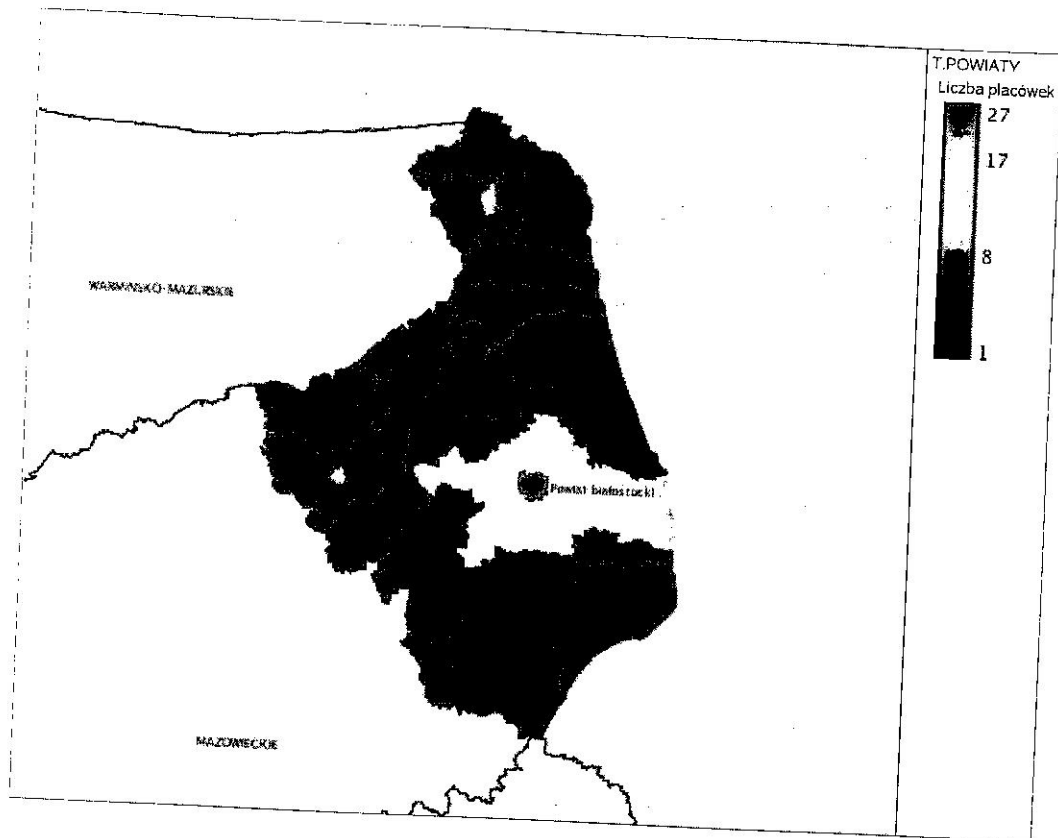 T.POWIATY
Liczba placówek
27
17
8
1
WARMIŃSKO-MAZURSKIE
Powiat białostocki
MAZOWIECKIE